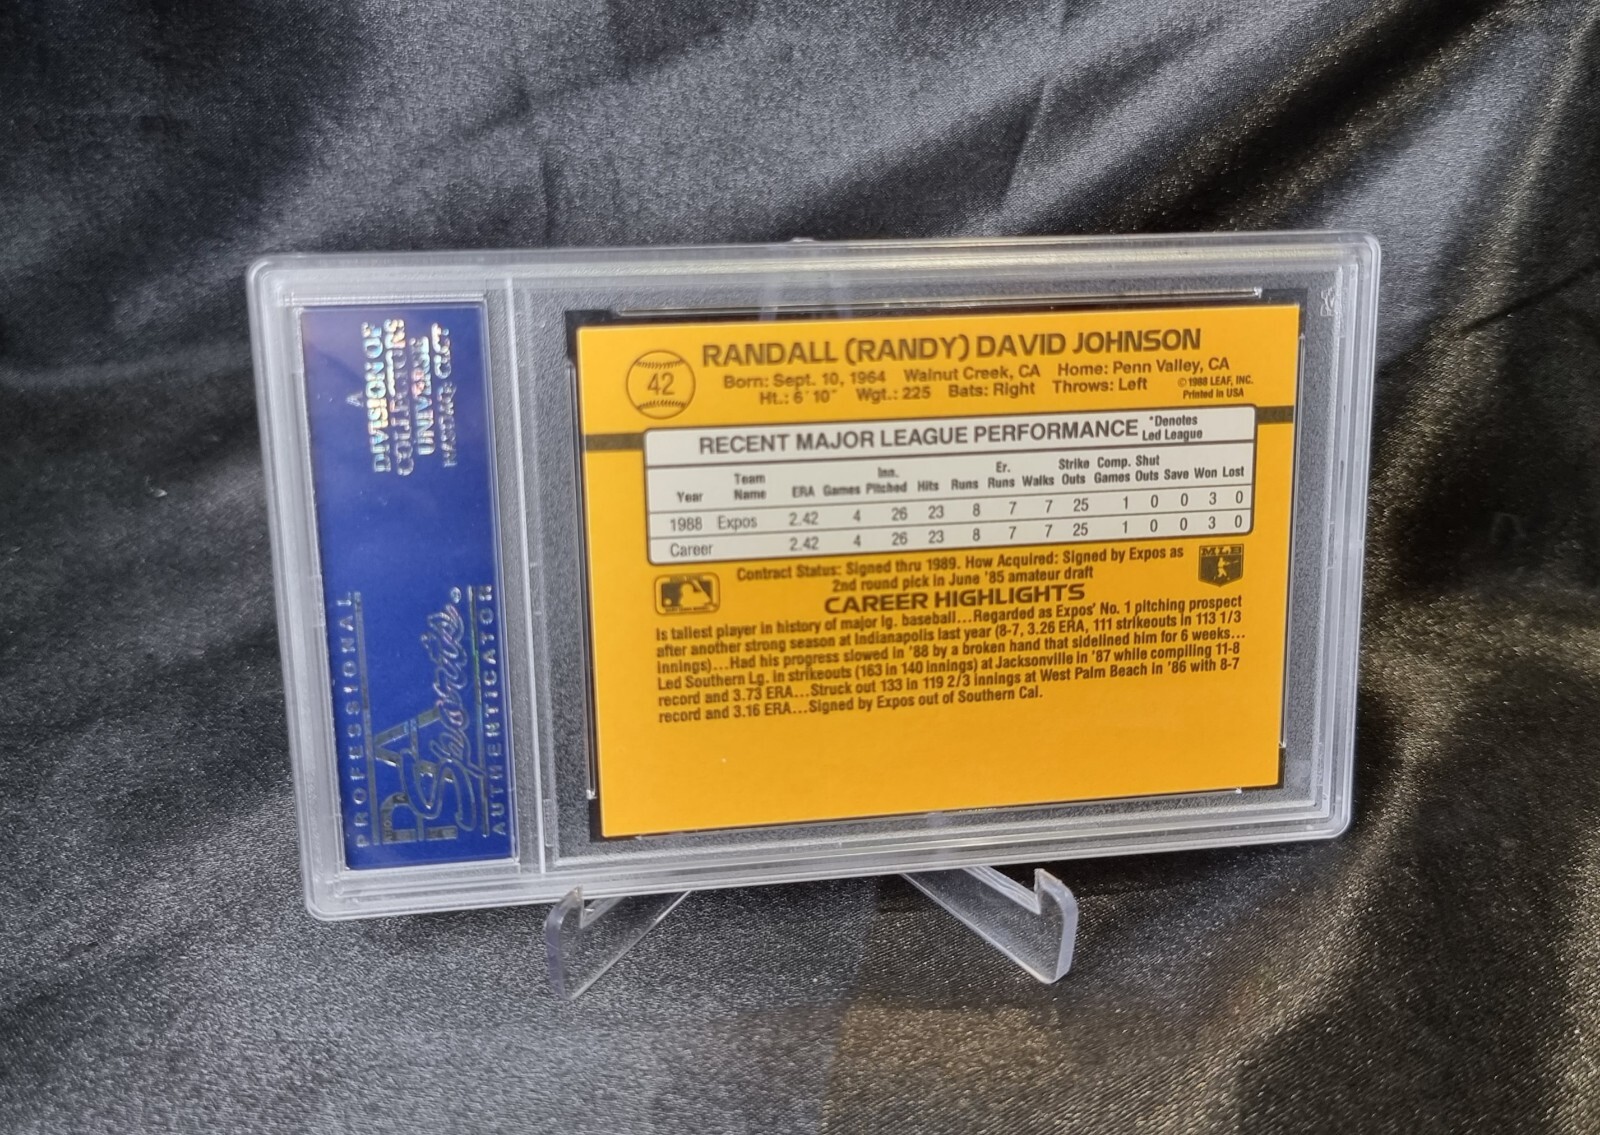 A
DIVISION OF
COLLECTORS
UNIVERSE
NASDAQ: CLCT
PROFESSIONAL
PSA
Sports
AUTHENTICATOR
42
RANDALL (RANDY) DAVID JOHNSON
Born: Sept. 10, 1964 Walnut Creek, CA Home: Penn Valley, CA
Ht.: 6'10" Wgt.: 225 Bats: Right Throws: Left
© 1988 LEAF, INC.
Printed in USA
RECENT MAJOR LEAGUE PERFORMANCE *Denotes Led League
Year Team Name ERA Games Inn. Pitched Hits Runs Er. Runs Walks Strike Outs Comp. Games Shut Outs Save Won Lost
1988 Expos 2.42 4 26 23 8 7 7 25 1 0 0 3 0
Career 2.42 4 26 23 8 7 7 25 1 0 0 3 0
Contract Status: Signed thru 1989. How Acquired: Signed by Expos as
2nd round pick in June '85 amateur draft
MLB
CAREER HIGHLIGHTS
Is tallest player in history of major lg. baseball...Regarded as Expos' No. 1 pitching prospect
after another strong season at Indianapolis last year (8-7, 3.26 ERA, 111 strikeouts in 113 1/3
innings)...Had his progress slowed in '88 by a broken hand that sidelined him for 6 weeks...
Led Southern Lg. in strikeouts (163 in 140 innings) at Jacksonville in '87 while compiling 11-8
record and 3.73 ERA...Struck out 133 in 119 2/3 innings at West Palm Beach in '86 with 8-7
record and 3.16 ERA...Signed by Expos out of Southern Cal.